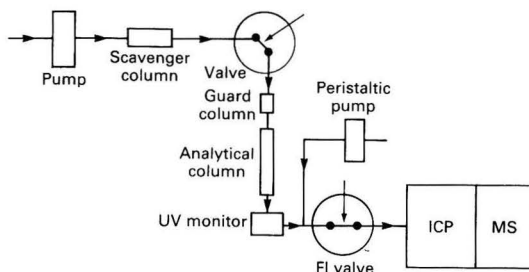 Pump
Scavenger
column
Valve
Guard
column
Analytical
column
UV monitor
Peristaltic
pump
FI valve
ICP
MS